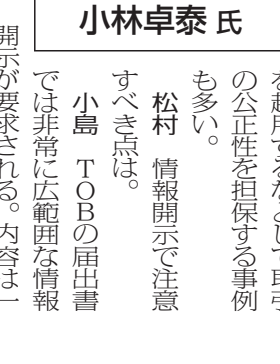 小林卓泰 氏
を起用するなどして取引
の公正性を担保する事例
も多い。
　松村　情報開示で注意
すべき点は。
　小島　ＴＯＢの届出書
では非常に広範囲な情報
開示が要求される。内容は一